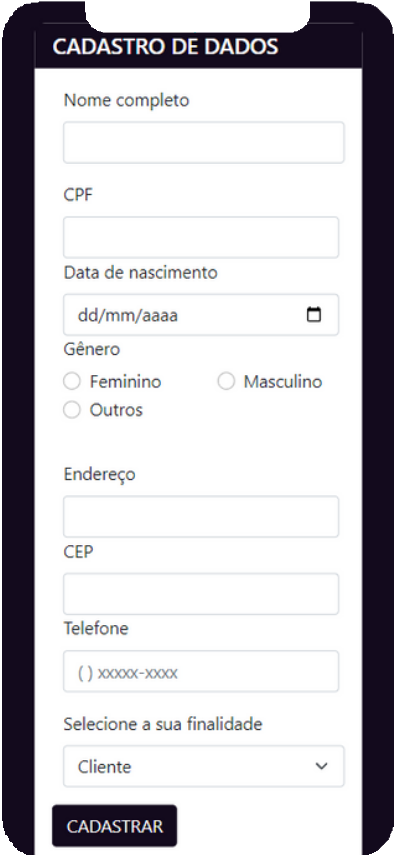 CADASTRO DE DADOS
Nome completo
CPF
Data de nascimento
dd/mm/aaaa
Gênero
Feminino Masculino
Outros
Endereço
CEP
Telefone
( ) xxxxx-xxxx
Selecione a sua finalidade
Cliente
CADASTRAR